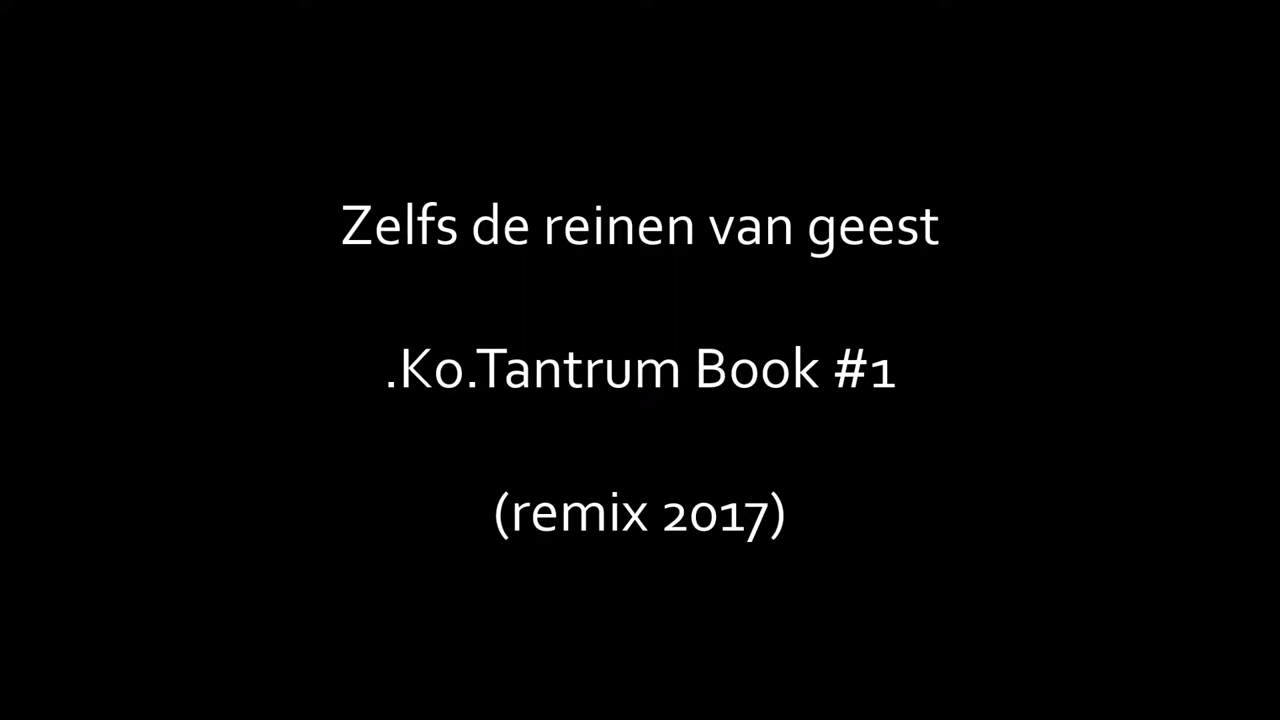 Zelfs de reinen van geest
.Ko.Tantrum Book #1
(remix 2017)